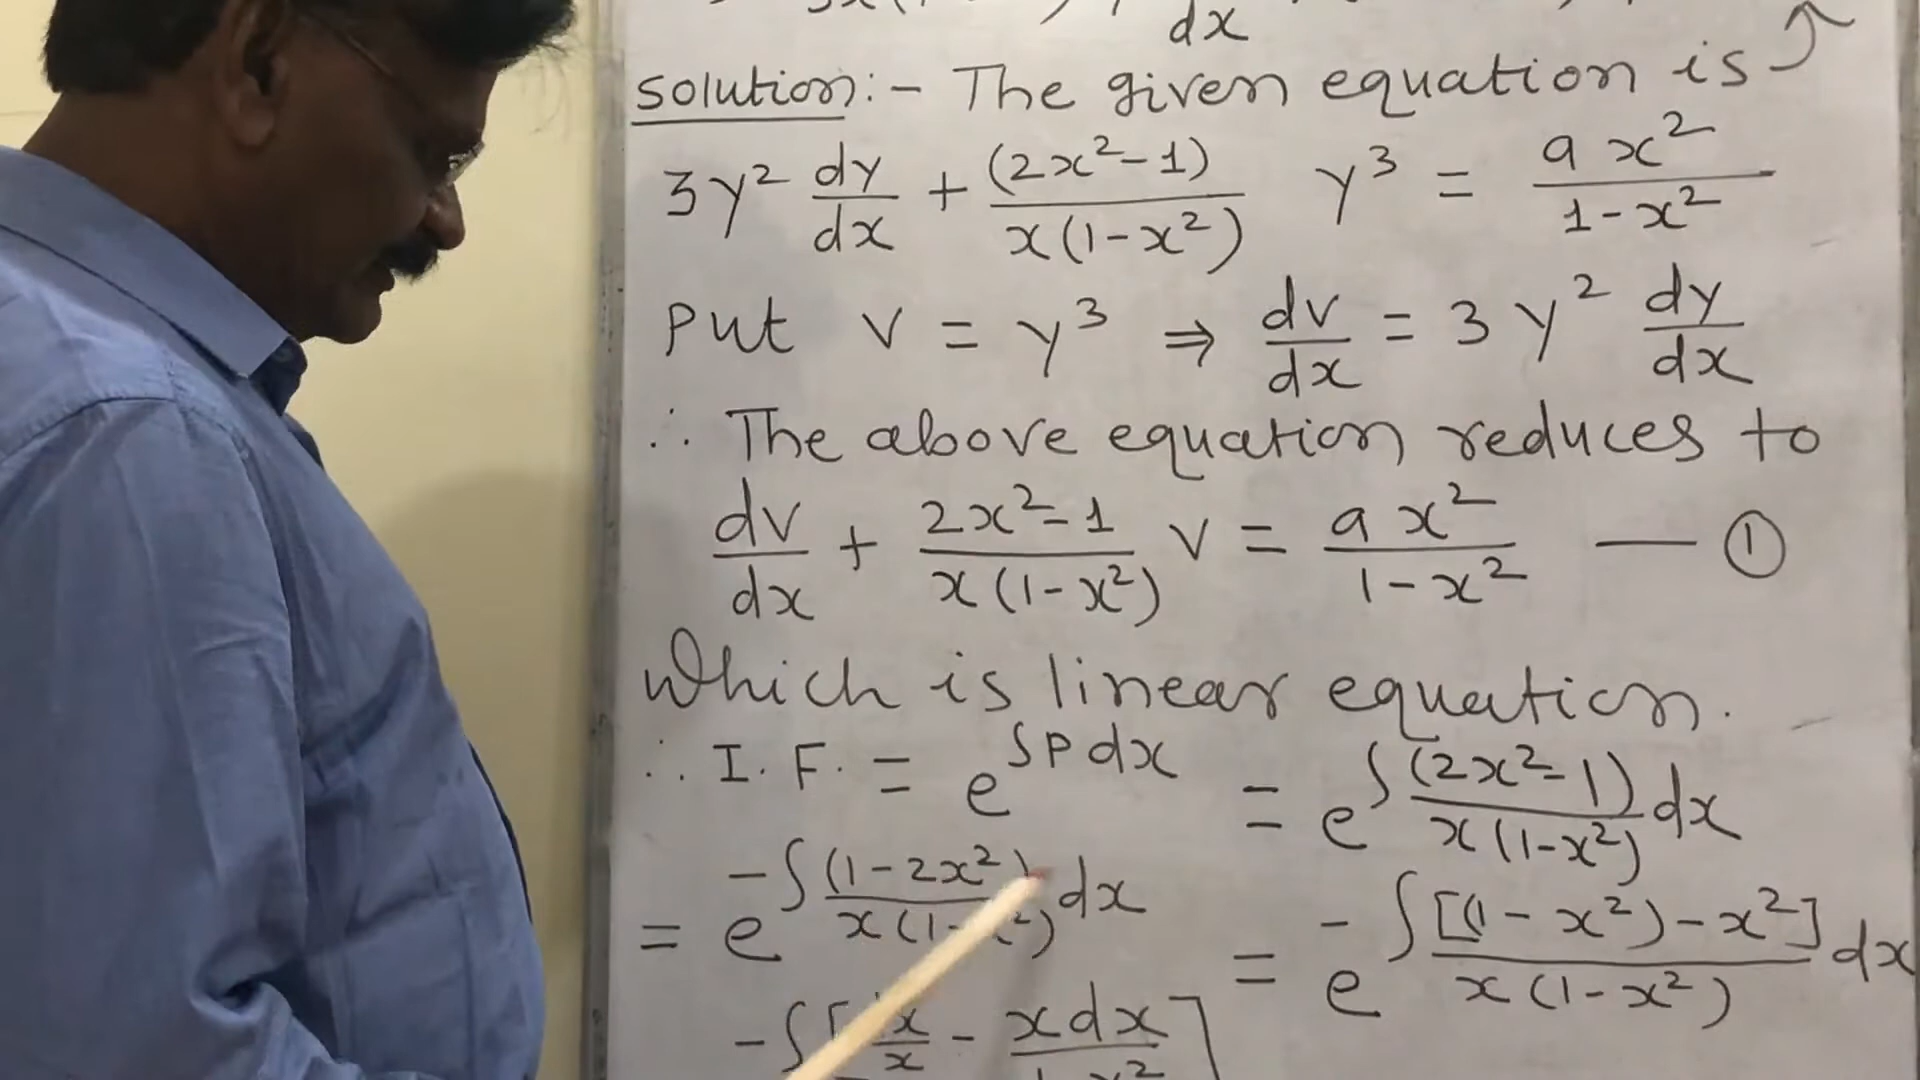 dx
solution:- The given equation is
3y² dy/dx + (2x²-1)/x(1-x²) y³ = ax²/1-x²
Put v = y³ ⇒ dv/dx = 3y² dy/dx
∴ The above equation reduces to
dv/dx + 2x²-1/x(1-x²) v = ax²/1-x² — ①
Which is linear equation.
∴ I.F. = e^∫Pdx = e^∫(2x²-1)/x(1-x²) dx
= e^-∫(1-2x²)/x(1-x²) dx = e^-∫[(1-x²)-x²]/x(1-x²) dx
-∫[ x/x - xdx/ x² ]